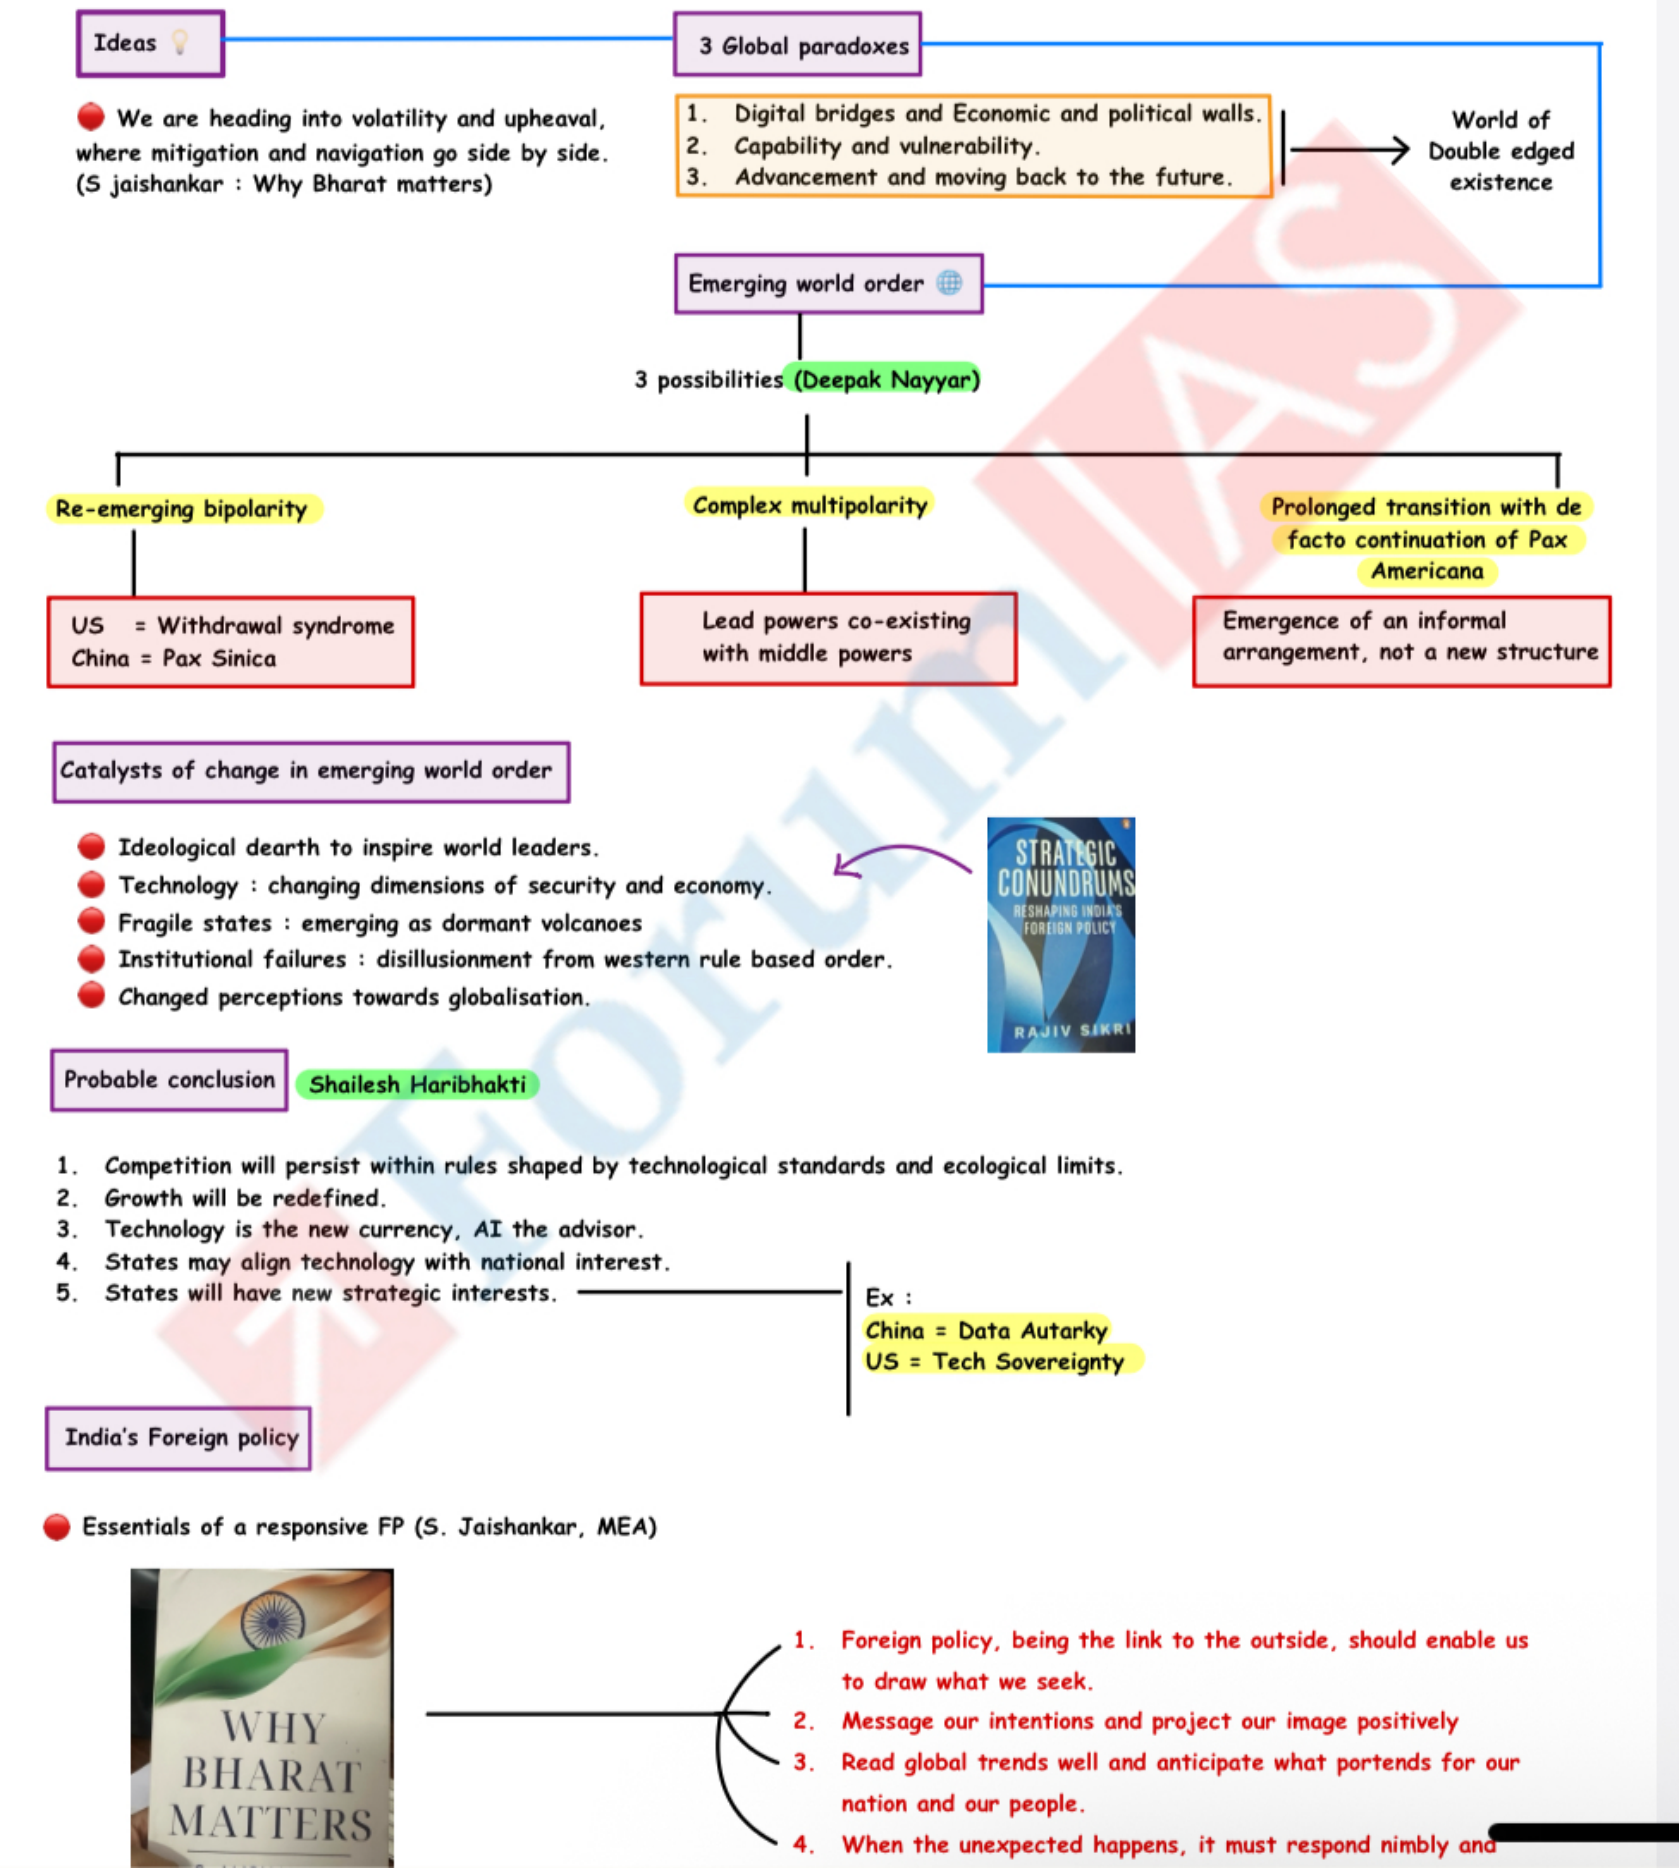 Ideas
3 Global paradoxes
We are heading into volatility and upheaval,
where mitigation and navigation go side by side.
(S jaishankar : Why Bharat matters)
1. Digital bridges and Economic and political walls.
2. Capability and vulnerability.
3. Advancement and moving back to the future.
World of
Double edged
existence
Emerging world order
3 possibilities (Deepak Nayyar)
Re-emerging bipolarity
Complex multipolarity
Prolonged transition with de
facto continuation of Pax
Americana
US = Withdrawal syndrome
China = Pax Sinica
Lead powers co-existing
with middle powers
Emergence of an informal
arrangement, not a new structure
Catalysts of change in emerging world order
Ideological dearth to inspire world leaders.
Technology : changing dimensions of security and economy.
Fragile states : emerging as dormant volcanoes
Institutional failures : disillusionment from western rule based order.
Changed perceptions towards globalisation.
STRATEGIC
CONUNDRUMS
RESHAPING INDIA'S
FOREIGN POLICY
RAJIV SIKRI
Probable conclusion
Shailesh Haribhakti
1. Competition will persist within rules shaped by technological standards and ecological limits.
2. Growth will be redefined.
3. Technology is the new currency, AI the advisor.
4. States may align technology with national interest.
5. States will have new strategic interests.
Ex :
China = Data Autarky
US = Tech Sovereignty
India's Foreign policy
Essentials of a responsive FP (S. Jaishankar, MEA)
WHY
BHARAT
MATTERS
1. Foreign policy, being the link to the outside, should enable us
to draw what we seek.
2. Message our intentions and project our image positively
3. Read global trends well and anticipate what portends for our
nation and our people.
4. When the unexpected happens, it must respond nimbly and
Forum IAS